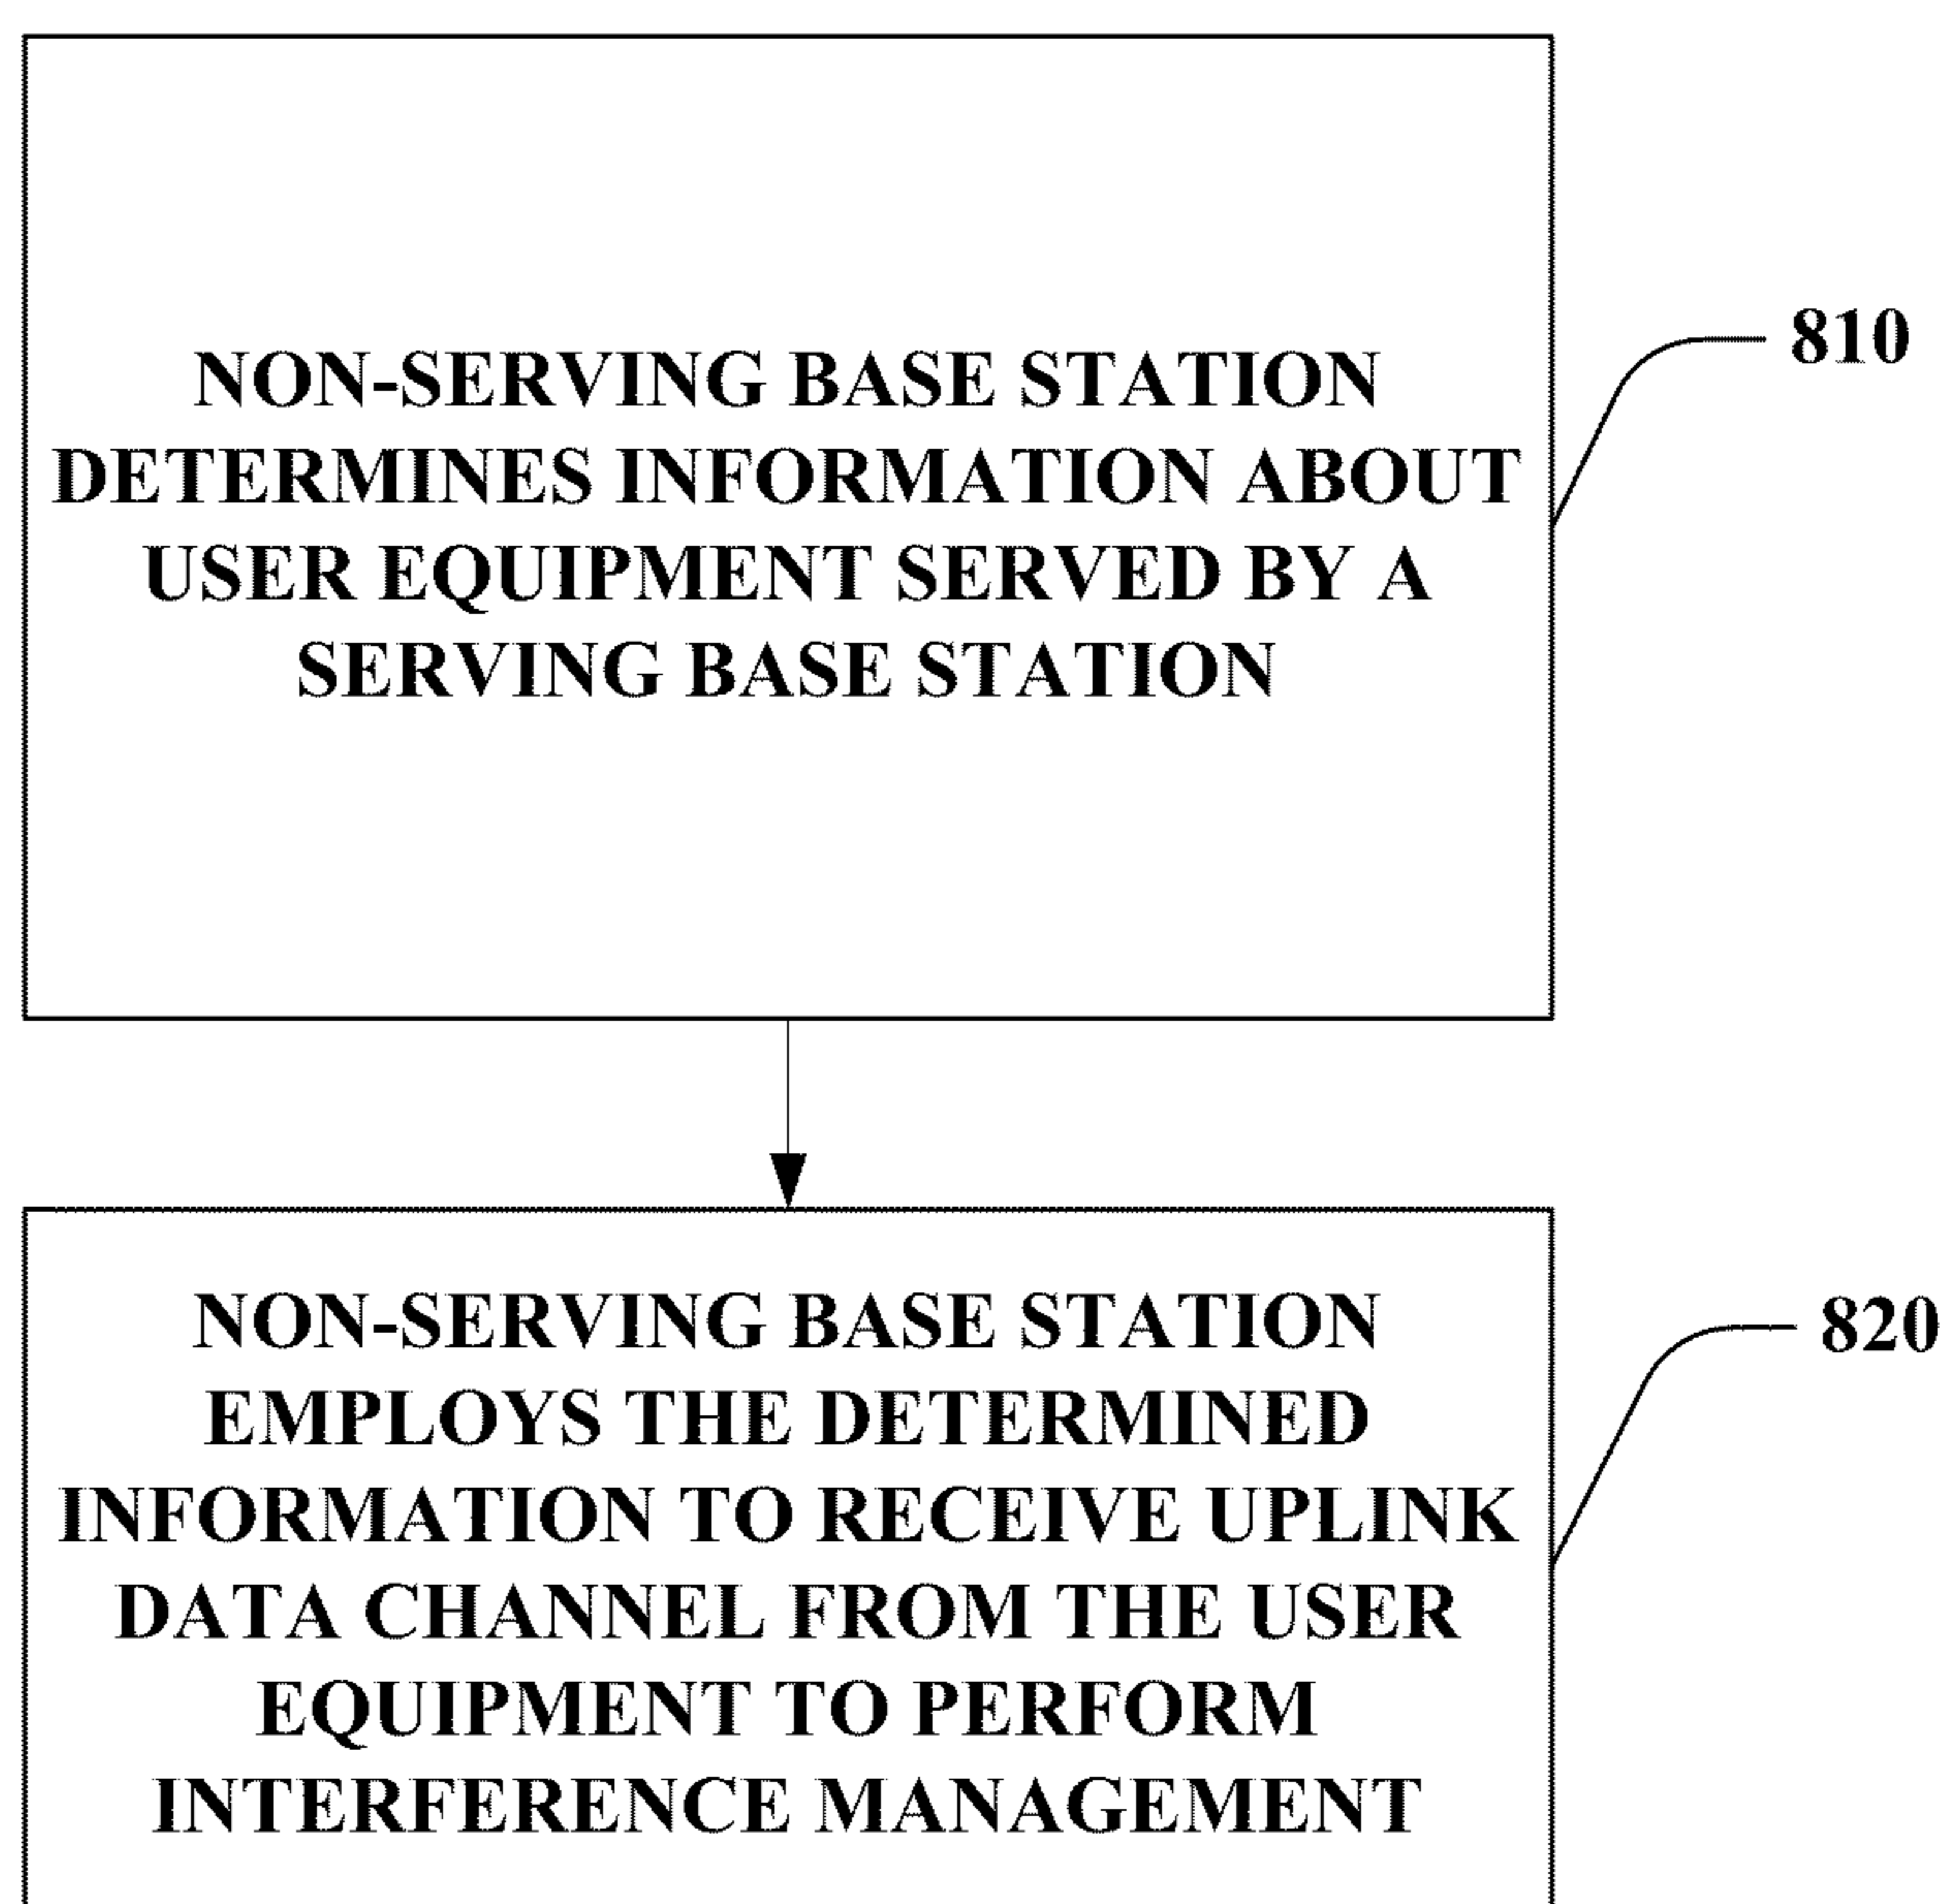 NON-SERVING BASE STATION
DETERMINES INFORMATION ABOUT
USER EQUIPMENT SERVED BY A
SERVING BASE STATION
810
NON-SERVING BASE STATION
EMPLOYS THE DETERMINED
INFORMATION TO RECEIVE UPLINK
DATA CHANNEL FROM THE USER
EQUIPMENT TO PERFORM
INTERFERENCE MANAGEMENT
820